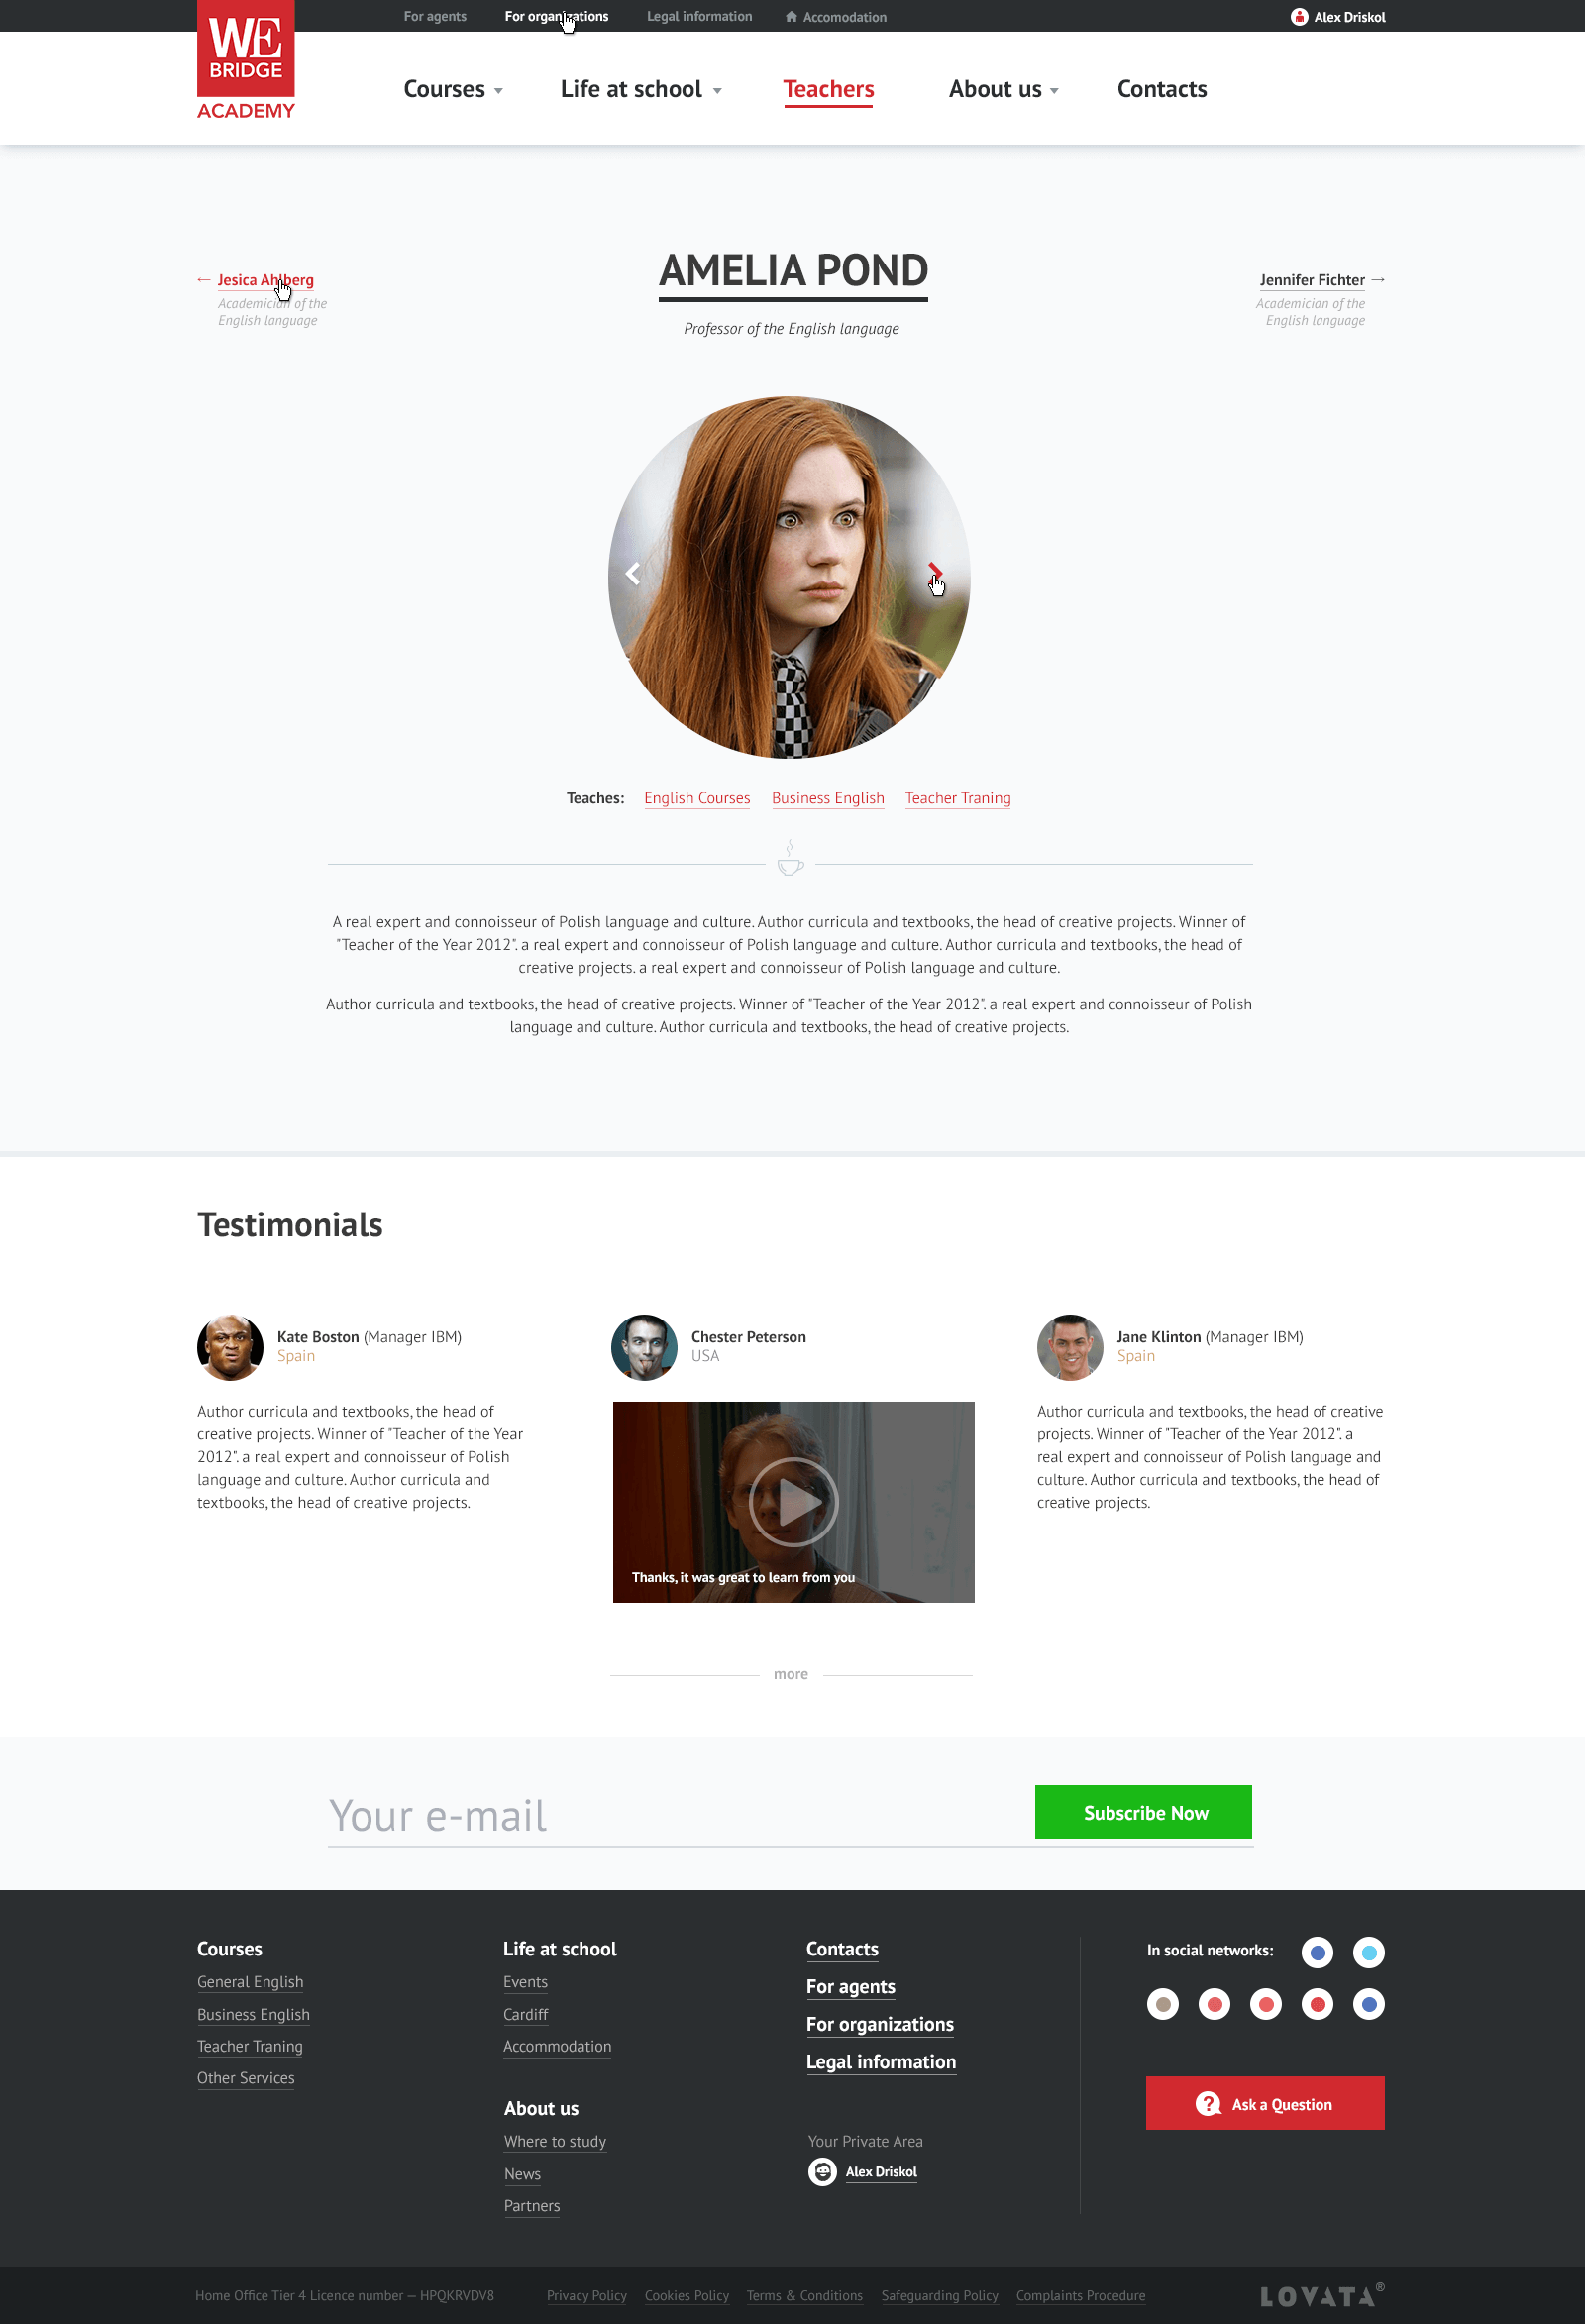 For agents
For organizations
Legal information
Accomodation
Alex Driskol
WE
BRIDGE
ACADEMY
Courses
Life at school
Teachers
About us
Contacts
← Jesica Ahlberg
Academician of the
English language
AMELIA POND
Professor of the English language
Jennifer Fichter →
Academician of the
English language
Teaches: English Courses Business English Teacher Traning
A real expert and connoisseur of Polish language and culture. Author curricula and textbooks, the head of creative projects. Winner of
"Teacher of the Year 2012". a real expert and connoisseur of Polish language and culture. Author curricula and textbooks, the head of
creative projects. a real expert and connoisseur of Polish language and culture.
Author curricula and textbooks, the head of creative projects. Winner of "Teacher of the Year 2012". a real expert and connoisseur of Polish
language and culture. Author curricula and textbooks, the head of creative projects.
Testimonials
Kate Boston (Manager IBM)
Spain
Author curricula and textbooks, the head of
creative projects. Winner of "Teacher of the Year
2012". a real expert and connoisseur of Polish
language and culture. Author curricula and
textbooks, the head of creative projects.
Chester Peterson
USA
Thanks, it was great to learn from you
Jane Klinton (Manager IBM)
Spain
Author curricula and textbooks, the head of creative
projects. Winner of "Teacher of the Year 2012". a
real expert and connoisseur of Polish language and
culture. Author curricula and textbooks, the head of
creative projects.
more
Your e-mail
Subscribe Now
Courses
General English
Business English
Teacher Traning
Other Services
Life at school
Events
Cardiff
Accommodation
About us
Where to study
News
Partners
Contacts
For agents
For organizations
Legal information
Your Private Area
Alex Driskol
In social networks:
Ask a Question
Home Office Tier 4 Licence number — HPQKRVDV8
Privacy Policy
Cookies Policy
Terms & Conditions
Safeguarding Policy
Complaints Procedure
LOVATA®